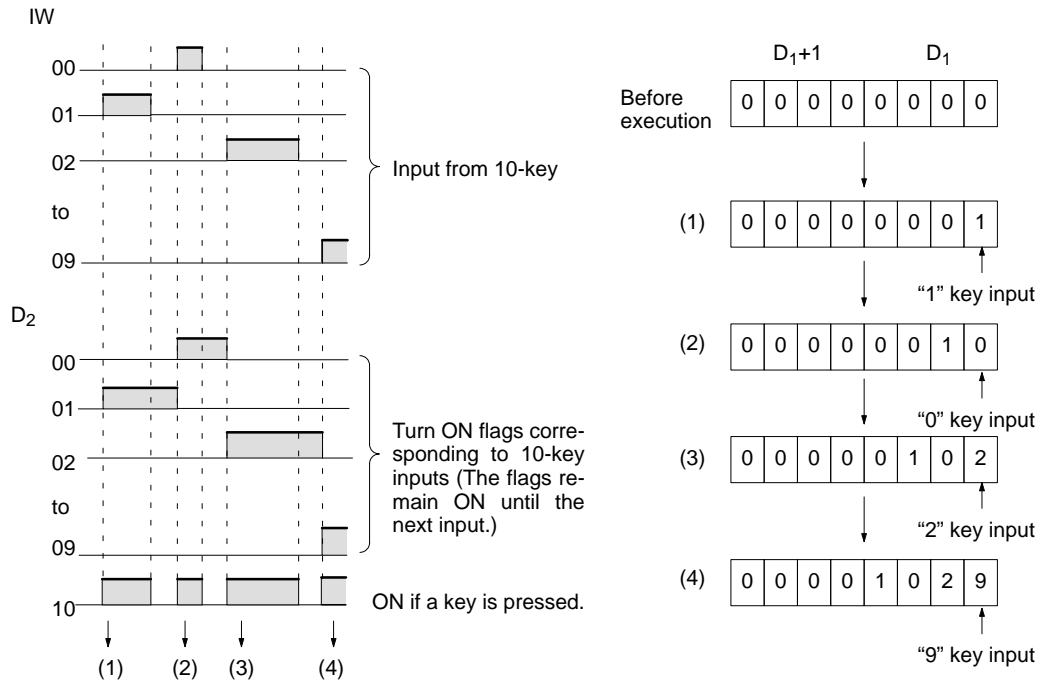 IW
00
01
02
to
09
Input from 10-key
D2
00
01
02
to
09
10
Turn ON flags corre-
sponding to 10-key
inputs (The flags re-
main ON until the
next input.)
ON if a key is pressed.
(1) (2) (3) (4)
D1+1 D1
Before
execution
0 0 0 0 0 0 0 0
(1) 0 0 0 0 0 0 0 1
“1” key input
(2) 0 0 0 0 0 0 1 0
“0” key input
(3) 0 0 0 0 0 1 0 2
“2” key input
(4) 0 0 0 0 1 0 2 9
“9” key input